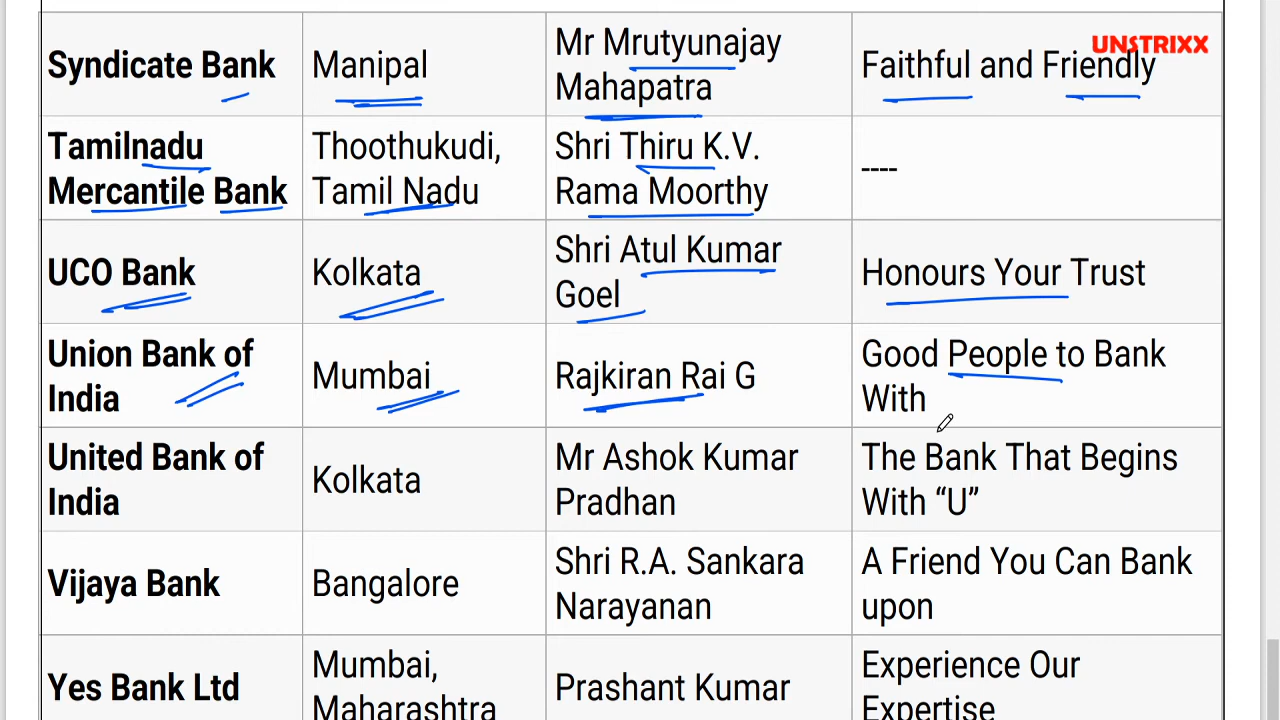 UNSTRIXX
Syndicate Bank
Manipal
Mr Mrutyunajay
Mahapatra
Faithful and Friendly
Tamilnadu
Mercantile Bank
Thoothukudi,
Tamil Nadu
Shri Thiru K.V.
Rama Moorthy
----
UCO Bank
Kolkata
Shri Atul Kumar
Goel
Honours Your Trust
Union Bank of
India
Mumbai
Rajkiran Rai G
Good People to Bank
With
United Bank of
India
Kolkata
Mr Ashok Kumar
Pradhan
The Bank That Begins
With “U”
Vijaya Bank
Bangalore
Shri R.A. Sankara
Narayanan
A Friend You Can Bank
upon
Yes Bank Ltd
Mumbai,
Maharashtra
Prashant Kumar
Experience Our
Expertise